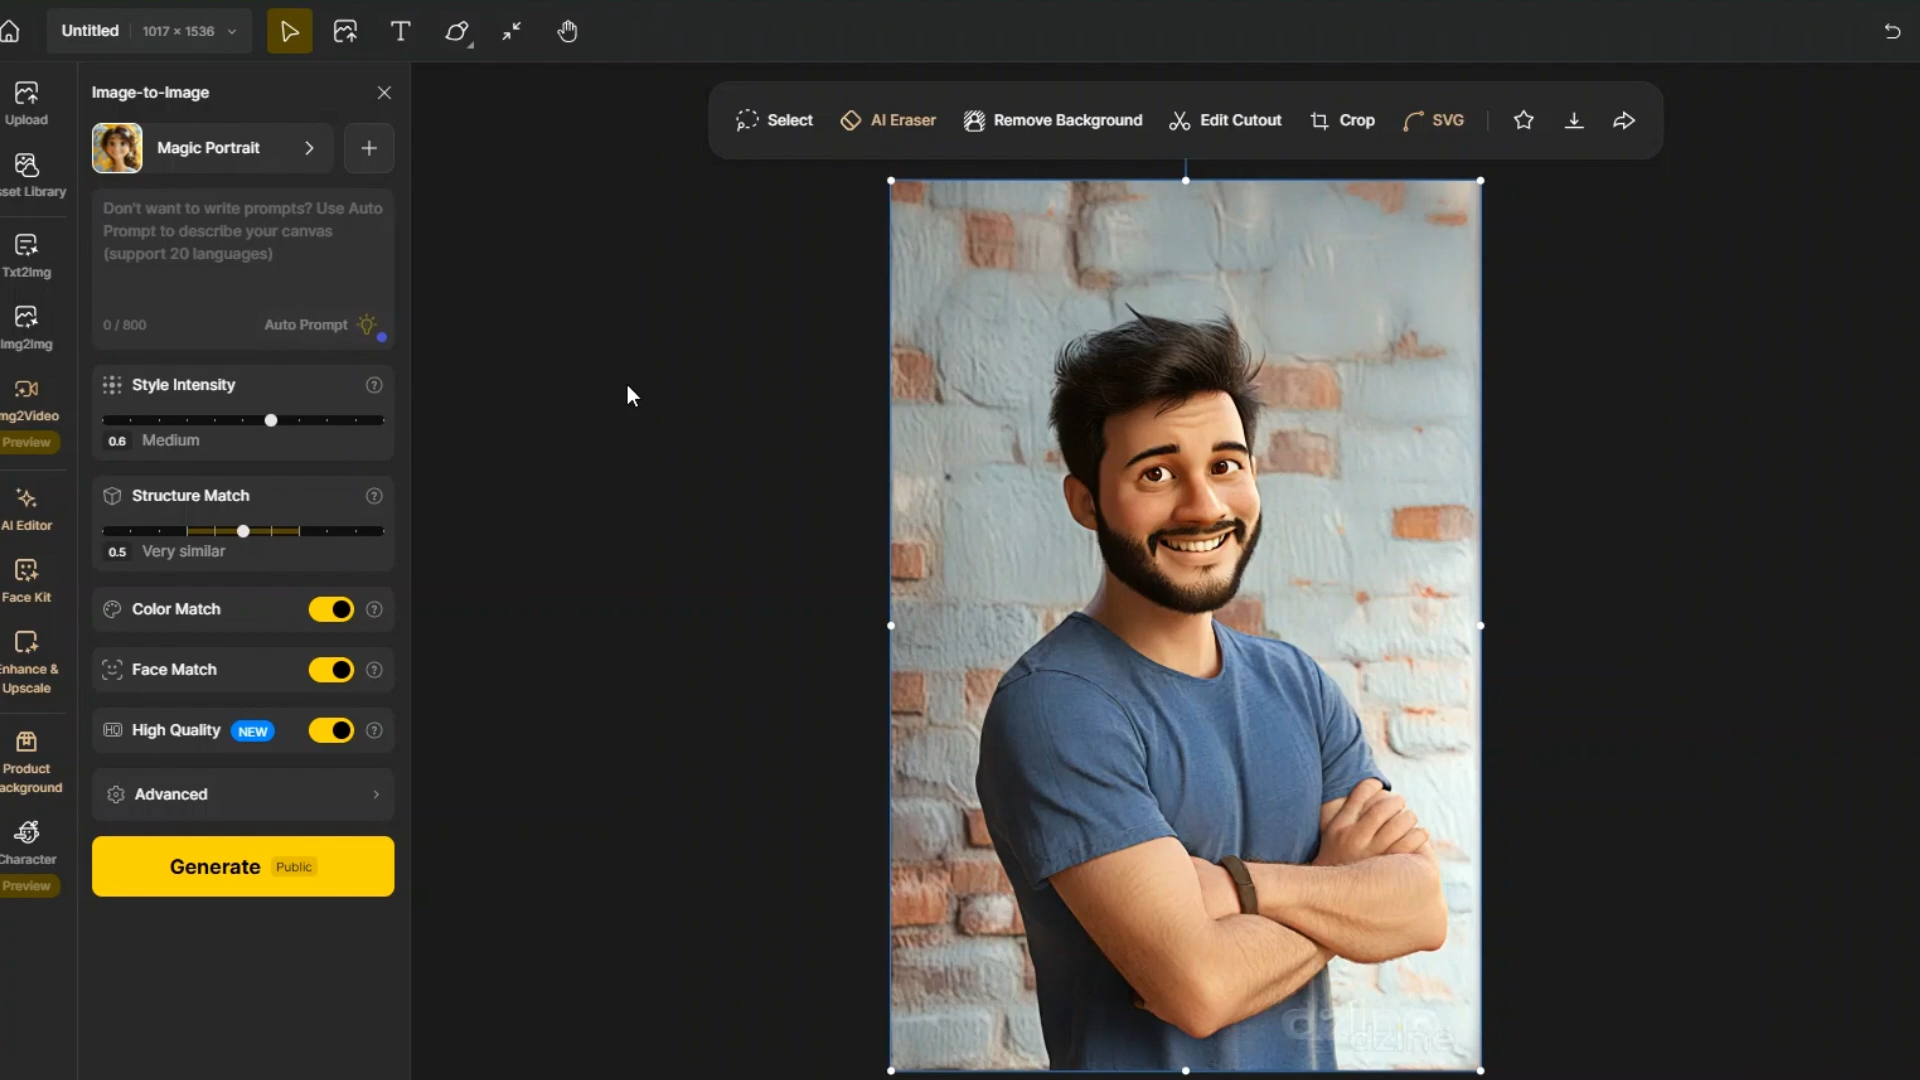 Untitled
1017 × 1536
Image-to-Image
Upload
Magic Portrait
sset Library
Don't want to write prompts? Use Auto
Prompt to describe your canvas
(support 20 languages)
0 / 800
Auto Prompt
Txt2Img
Img2Img
mg2Video
Preview
Style Intensity
0.6 Medium
Structure Match
0.5 Very similar
AI Editor
Color Match
Face Kit
Face Match
Enhance &
Upscale
High Quality NEW
Product
ackground
Advanced
Generate Public
Character
Preview
Select
AI Eraser
Remove Background
Edit Cutout
Crop
SVG
dzine